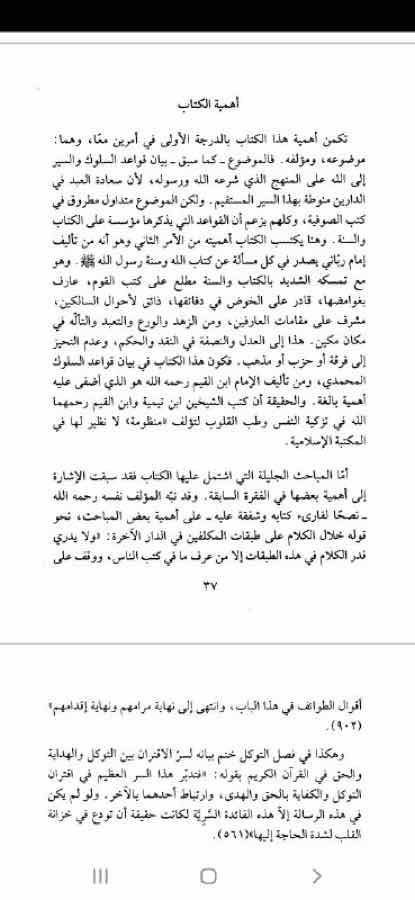 أهمية الكتاب
تكمن أهمية هذا الكتاب بالدرجة الأولى في أمرين معًا، وهما:
موضوعه، ومؤلفه. فالموضوع ـ كما سبق ـ بيان قواعد السلوك والسير
إلى الله على المنهج الذي شرعه الله ورسوله، لأن سعادة العبد في
الدارين منوطة بهذا السير المستقيم. ولكن الموضوع متداول مطروق في
كتب الصوفية، وكلهم يزعم أن القواعد التي يذكرها مؤسسة على الكتاب
والسنة. وهنا يكتسب الكتاب أهميته من الأمر الثاني وهو أنه من تأليف
إمام ربّاني يصدر في كل مسألة عن كتاب الله وسنة رسول الله ﷺ. وهو
مع تمسكه الشديد بالكتاب والسنة مطلع على كتب القوم، عارف
بغوامضها، قادر على الخوض في دقائقها، ذائق لأحوال السالكين،
مشرف على مقامات العارفين، ومن الزهد والورع والتعبد والتألّه في
مكان مكين. هذا إلى العدل والنصفة في النقد والحكم، وعدم التحيز
إلى فرقة أو حزب أو مذهب. فكون هذا الكتاب في بيان قواعد السلوك
المحمدي، ومن تأليف الإمام ابن القيم رحمه الله هو الذي أضفى عليه
أهمية بالغة. والحقيقة أن كتب الشيخين ابن تيمية وابن القيم رحمهما
الله في تزكية النفس وطب القلوب لتؤلف «منظومة» لا نظير لها في
المكتبة الإسلامية.
أمّا المباحث الجليلة التي اشتمل عليها الكتاب فقد سبقت الإشارة
إلى أهمية بعضها في الفقرة السابقة. وقد نبّه المؤلف نفسه رحمه الله
ـ نصحًا لقارىء كتابه وشفقة عليه ـ على أهمية بعض المباحث، نحو
قوله خلال الكلام على طبقات المكلفين في الدار الآخرة: «ولا يدري
قدر الكلام في هذه الطبقات إلا من عرف ما في كتب الناس، ووقف على
٣٧
أقوال الطوائف في هذا الباب، وانتهى إلى نهاية مرامهم ونهاية إقدامهم»
(٩٠٢).
وهكذا في فصل التوكل ختم بيانه لسرّ الاقتران بين التوكل والهداية
والحق في القرآن الكريم بقوله: «فتدبّر هذا السر العظيم في اقتران
التوكل والكفاية بالحق والهدى، وارتباط أحدهما بالآخر. ولو لم يكن
في هذه الرسالة إلاّ هذه الفائدة السَّرِيَّة لكانت حقيقة أن تودع في خزانة
القلب لشدة الحاجة إليها»(٥٦١).